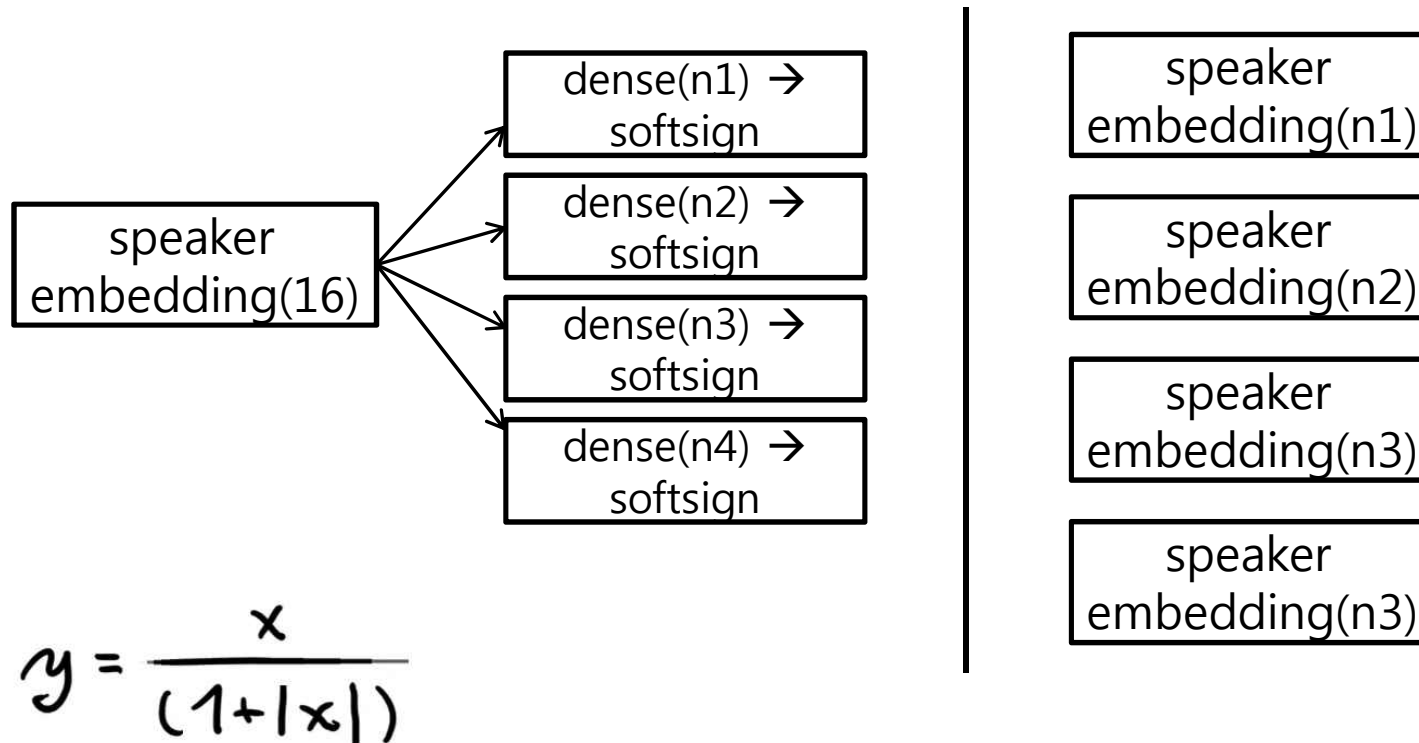 speaker
embedding(16)
dense(n1) →
softsign
dense(n2) →
softsign
dense(n3) →
softsign
dense(n4) →
softsign
y = x / (1+|x|)
speaker
embedding(n1)
speaker
embedding(n2)
speaker
embedding(n3)
speaker
embedding(n3)